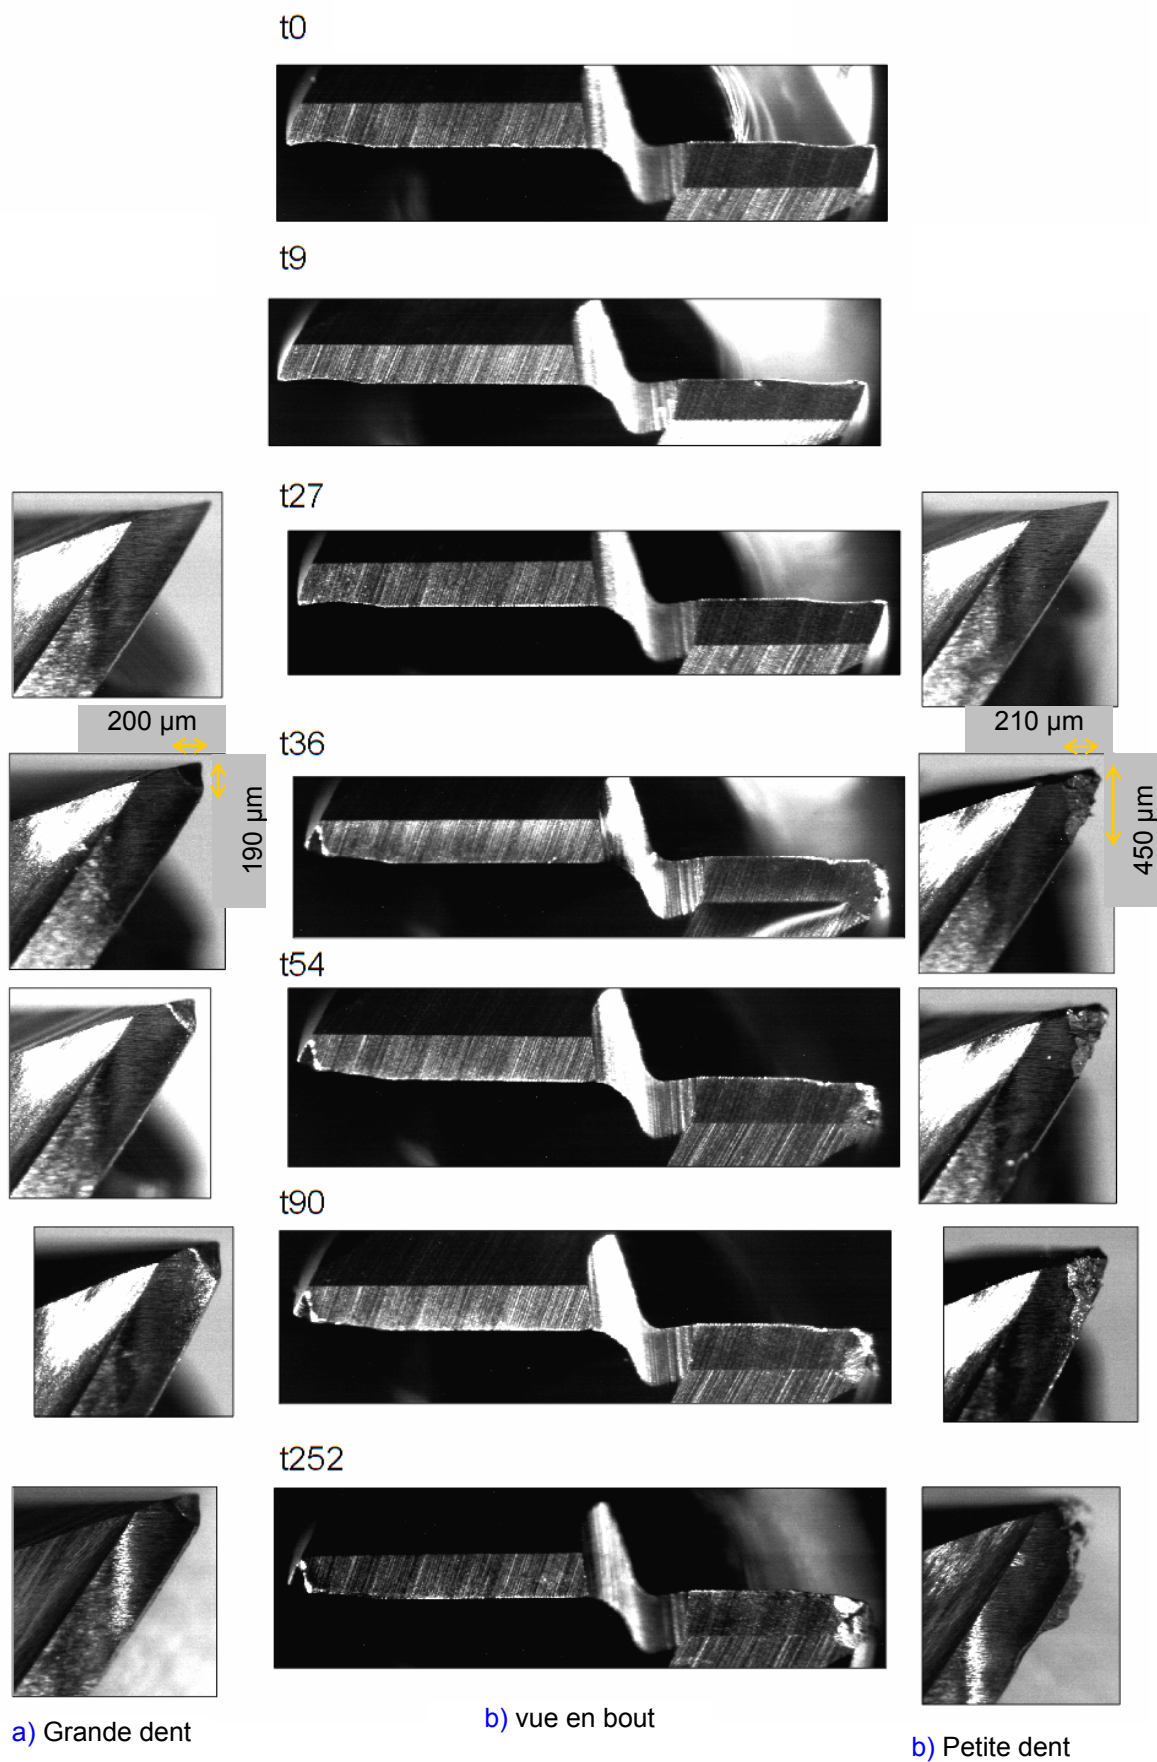 t0
t9
t27
200 µm
210 µm
t36
190 µm
450 µm
t54
t90
t252
a) Grande dent
b) vue en bout
b) Petite dent